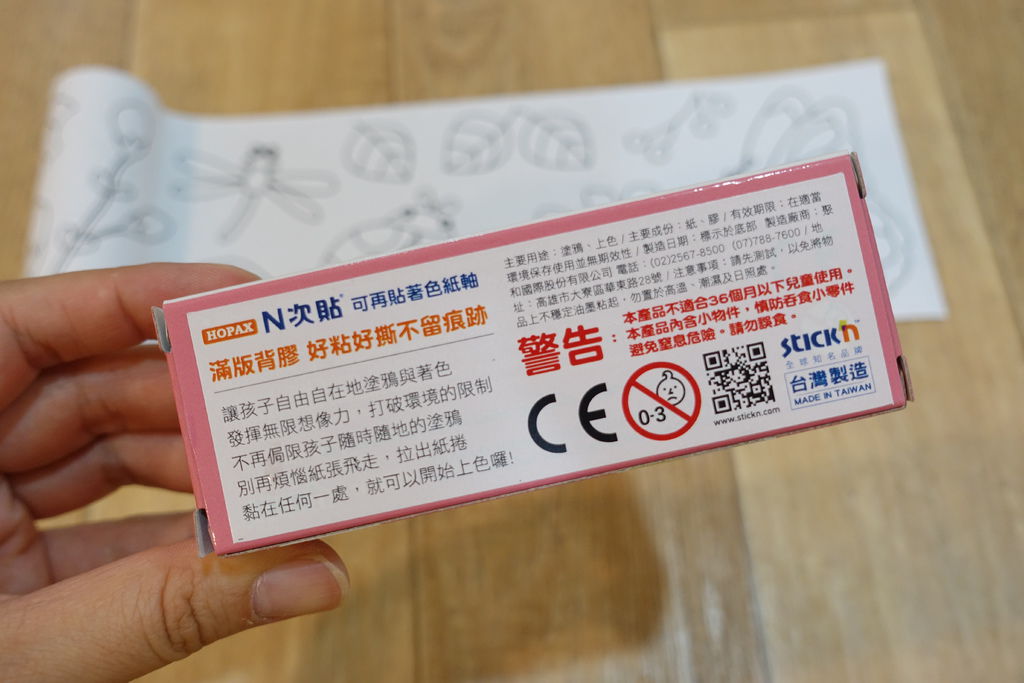 HOPAX N次貼® 可再貼著色紙軸
滿版背膠 好粘好撕不留痕跡
讓孩子自由自在地塗鴉與著色
發揮無限想像力，打破環境的限制
不再侷限孩子隨時隨地的塗鴉
別再煩惱紙張飛走，拉出紙捲
黏在任何一處，就可以開始上色囉!
主要用途：塗鴉、上色 / 主要成份：紙、膠 / 有效期限：在適當
環境保存使用並無期效性 / 製造日期：標示於底部 製造廠商：聚
和國際股份有限公司 電話：(02)2567-8500 (07)788-7600 / 地
址：高雄市大寮區華東路28號 / 注意事項：請先測試，以免將物
品上不穩定油墨粘起，勿置於高溫、潮濕及日照處。
警告：
本產品不適合36個月以下兒童使用。
本產品內含小物件，慎防吞食小零件
避免窒息危險。請勿誤食。
CE
0-3
www.stickn.com
stickn
全球知名品牌
台灣製造
MADE IN TAIWAN